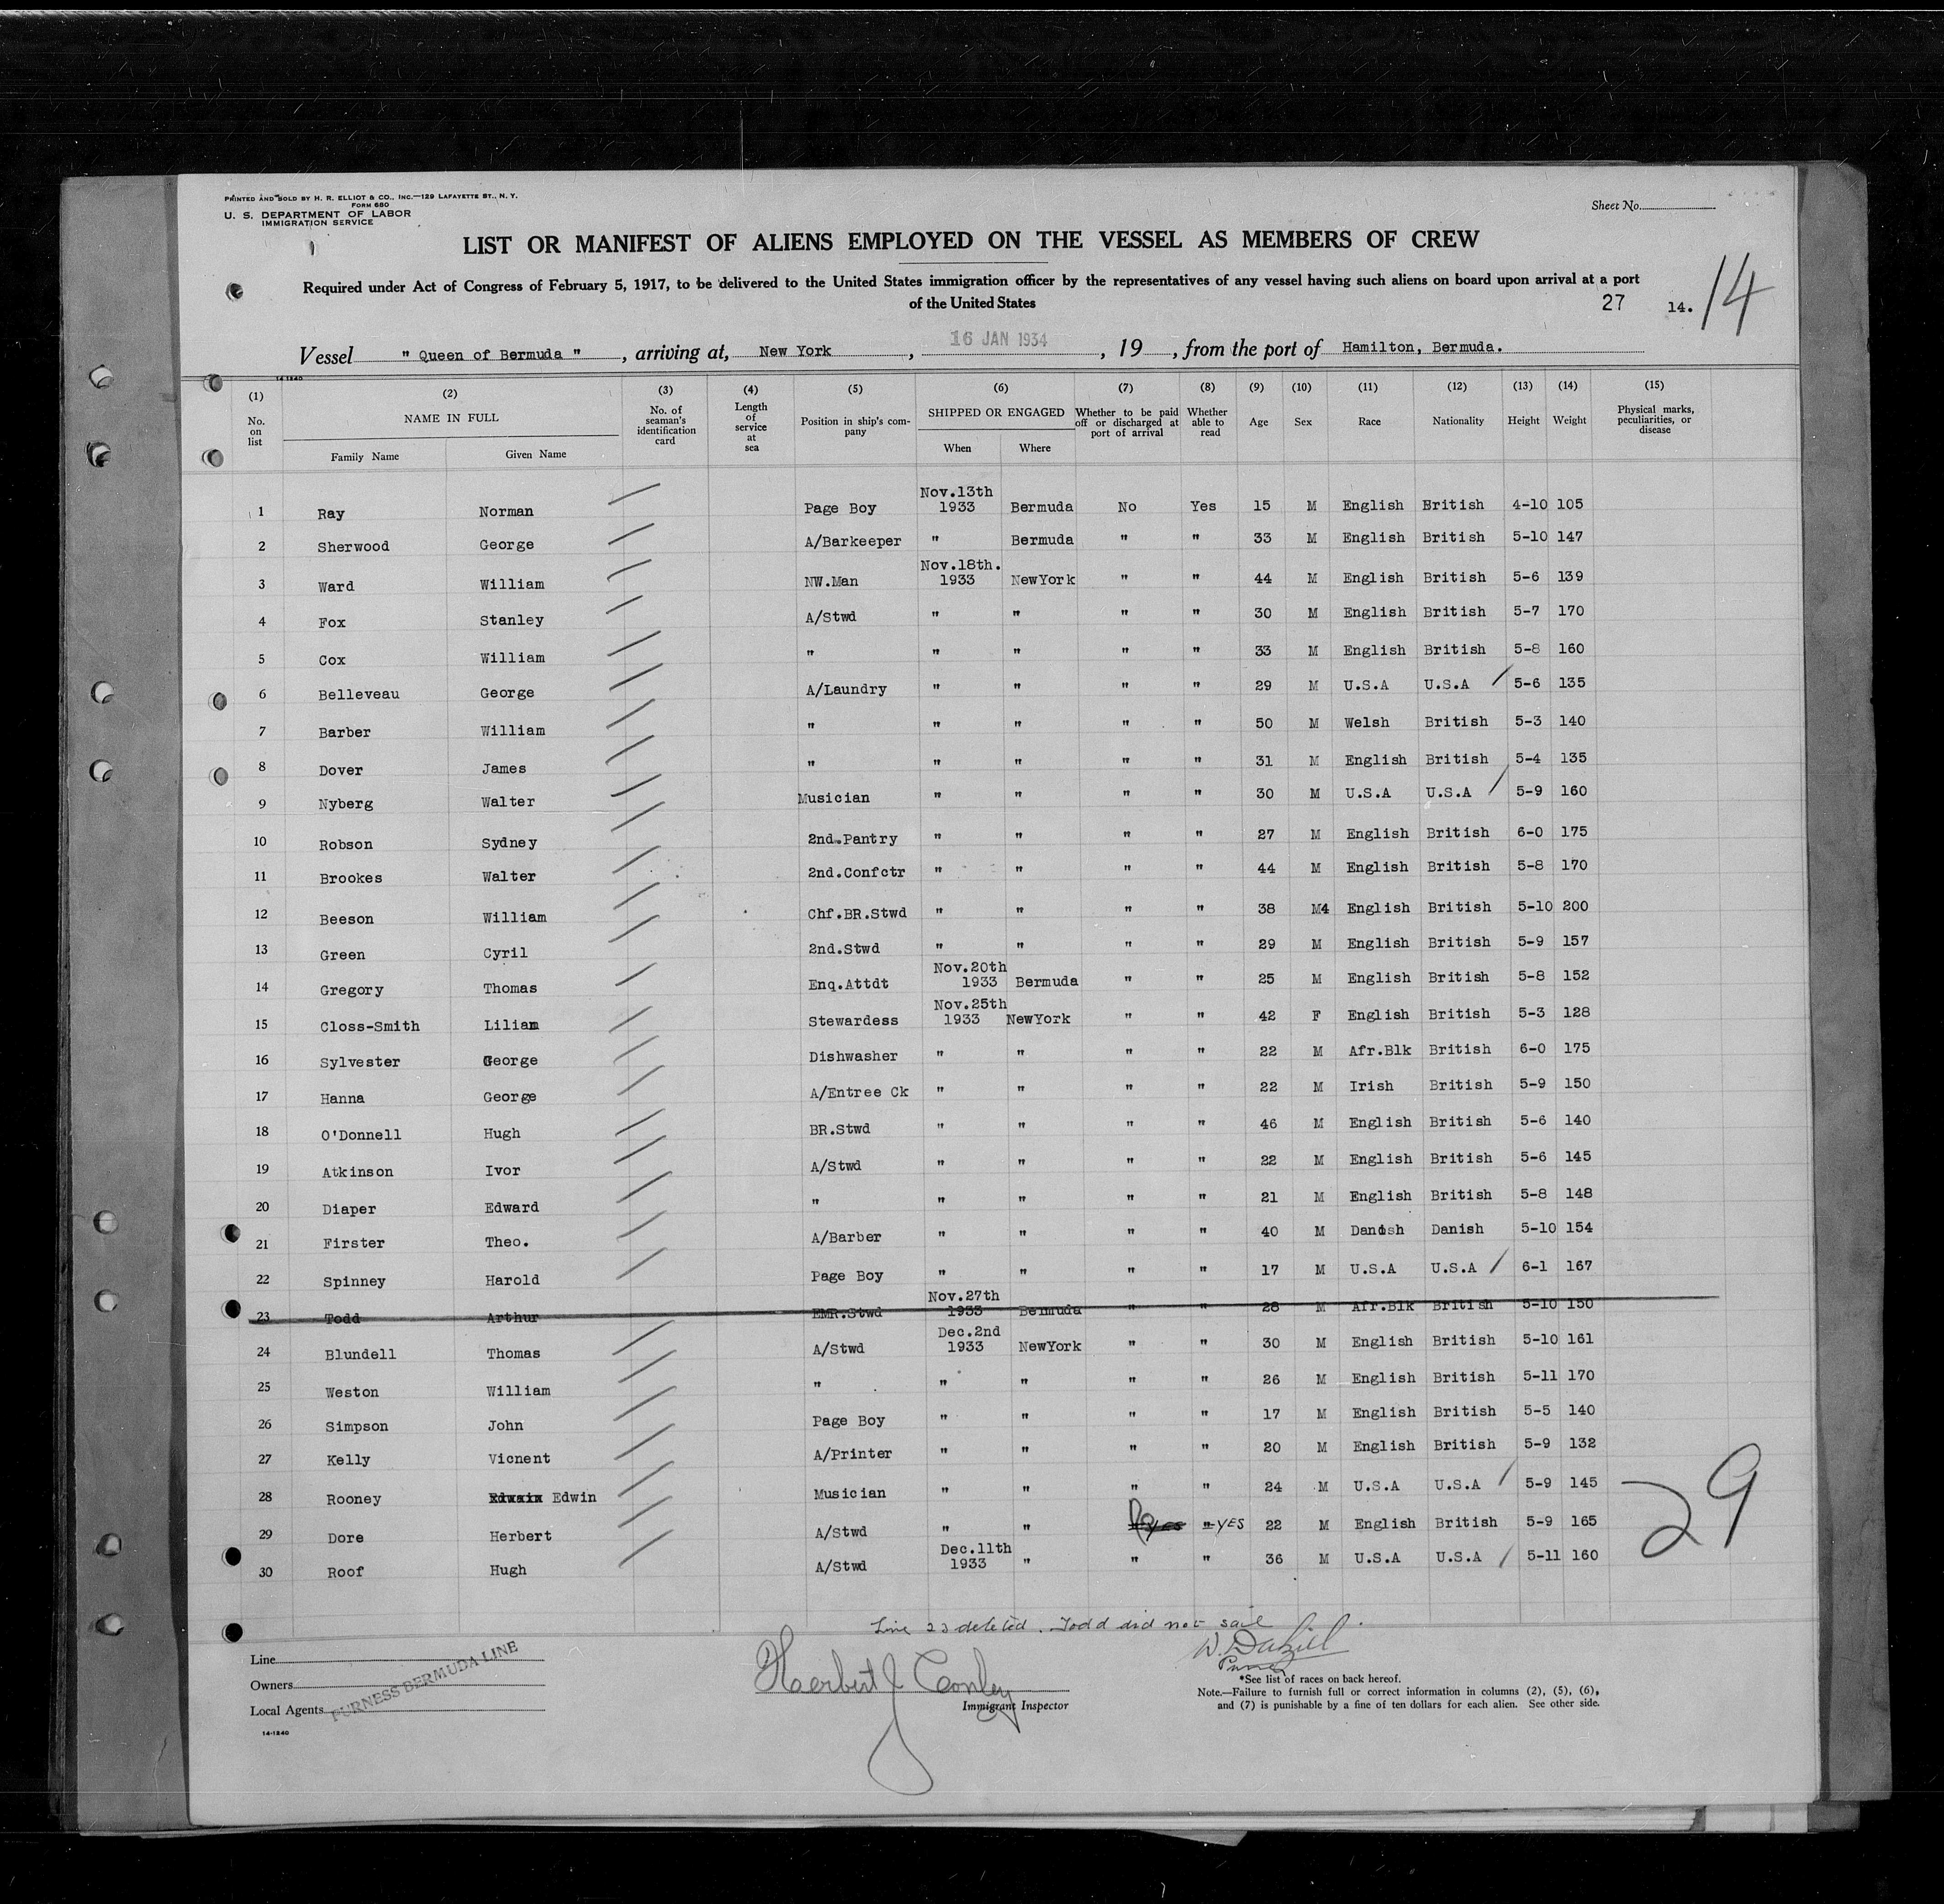 PRINTED AND SOLD BY H. R. ELLIOT & CO., INC.—129 LAFAYETTE ST., N. Y.
FORM 680
U. S. DEPARTMENT OF LABOR
IMMIGRATION SERVICE
Sheet No.
LIST OR MANIFEST OF ALIENS EMPLOYED ON THE VESSEL AS MEMBERS OF CREW
Required under Act of Congress of February 5, 1917, to be delivered to the United States immigration officer by the representatives of any vessel having such aliens on board upon arrival at a port
of the United States
27 14. 14
Vessel " Queen of Bermuda ", arriving at, New York, 16 JAN 1934, 19 , from the port of Hamilton, Bermuda.
14-1240
(1) (2) (3) (4) (5) (6) (7) (8) (9) (10) (11) (12) (13) (14) (15)
No. on list NAME IN FULL No. of seaman's identification card Length of service at sea Position in ship's company SHIPPED OR ENGAGED Whether to be paid off or discharged at port of arrival Whether able to read Age Sex Race Nationality Height Weight Physical marks, peculiarities, or disease
Family Name Given Name When Where
1 Ray Norman Page Boy Nov.13th 1933 Bermuda No Yes 15 M English British 4-10 105
2 Sherwood George A/Barkeeper " Bermuda " " 33 M English British 5-10 147
3 Ward William NW.Man Nov.18th. 1933 NewYork " " 44 M English British 5-6 139
4 Fox Stanley A/Stwd " " " " 30 M English British 5-7 170
5 Cox William " " " " " 33 M English British 5-8 160
6 Belleveau George A/Laundry " " " " 29 M U.S.A U.S.A 5-6 135
7 Barber William " " " " " 50 M Welsh British 5-3 140
8 Dover James " " " " " 31 M English British 5-4 135
9 Nyberg Walter Musician " " " " 30 M U.S.A U.S.A 5-9 160
10 Robson Sydney 2nd.Pantry " " " " 27 M English British 6-0 175
11 Brookes Walter 2nd.Confctr " " " " 44 M English British 5-8 170
12 Beeson William Chf.BR.Stwd " " " " 38 M4 English British 5-10 200
13 Green Cyril 2nd.Stwd " " " " 29 M English British 5-9 157
14 Gregory Thomas Enq.Attdt Nov.20th 1933 Bermuda " " 25 M English British 5-8 152
15 Closs-Smith Liliam Stewardess Nov.25th 1933 NewYork " " 42 F English British 5-3 128
16 Sylvester George Dishwasher " " " " 22 M Afr.Blk British 6-0 175
17 Hanna George A/Entree Ck " " " " 22 M Irish British 5-9 150
18 O'Donnell Hugh BR.Stwd " " " " 46 M English British 5-6 140
19 Atkinson Ivor A/Stwd " " " " 22 M English British 5-6 145
20 Diaper Edward " " " " " 21 M English British 5-8 148
21 Firster Theo. A/Barber " " " " 40 M Danish Danish 5-10 154
22 Spinney Harold Page Boy " " " " 17 M U.S.A U.S.A 6-1 167
23 Todd Arthur EMR.Stwd Nov.27th 1933 Bermuda " " 28 M Afr.Blk British 5-10 150
24 Blundell Thomas A/Stwd Dec.2nd 1933 NewYork " " 30 M English British 5-10 161
25 Weston William " " " " " 26 M English British 5-11 170
26 Simpson John Page Boy " " " " 17 M English British 5-5 140
27 Kelly Vicnent A/Printer " " " " 20 M English British 5-9 132
28 Rooney Edwin Musician " " " " 24 M U.S.A U.S.A 5-9 145
29 Dore Herbert A/Stwd " " " YES 22 M English British 5-9 165
30 Roof Hugh A/Stwd Dec.11th 1933 " " " 36 M U.S.A U.S.A 5-11 160
29
Line 23 deleted. Todd did not sail
W. Dalziel
Purser
Line
Owners
Local Agents
FURNESS BERMUDA LINE
14-1240
Herbert J Conley
Immigrant Inspector
*See list of races on back hereof.
Note.—Failure to furnish full or correct information in columns (2), (5), (6),
and (7) is punishable by a fine of ten dollars for each alien. See other side.